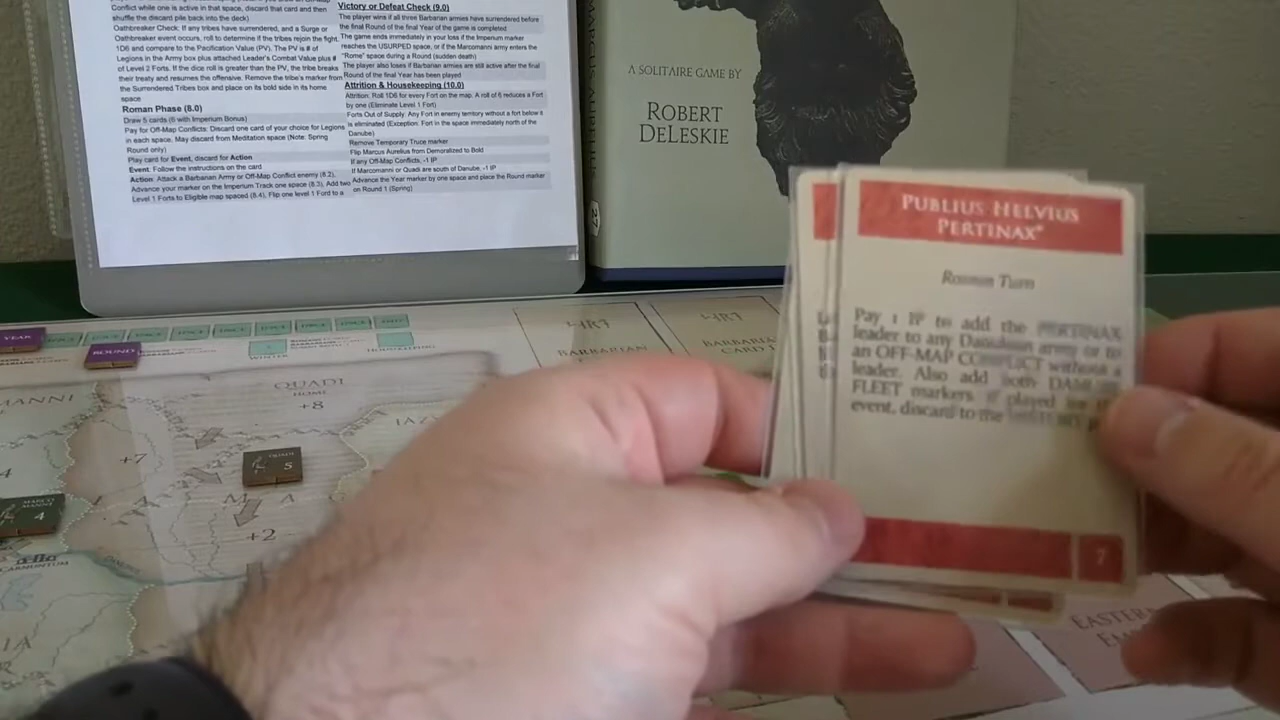 Conflict while one is active in that space, discard that card and then
shuffle the discard pile back into the deck)
Oathbreaker Check: If any tribes have surrendered, and a Surge or
Oathbreaker event occurs, roll to determine if the tribes rejoin the fight.
1D6 and compare to the Pacification Value (PV). The PV is # of
Legions in the Army box plus attached Leader's Combat Value plus #
of Level 2 Forts. If the dice roll is greater than the PV, the tribe breaks
their treaty and resumes the offensive. Remove the tribe's marker from
the Surrendered Tribes box and place on its bold side in its home
space
Roman Phase (8.0)
Draw 5 cards (6 with Imperium Bonus)
Pay for Off-Map Conflicts: Discard one card of your choice for Legions
in each space. May discard from Meditation space (Note: Spring
Round only)
Play card for Event, discard for Action
Event: Follow the instructions on the card
Action: Attack a Barbarian Army or Off-Map Conflict enemy (8.2),
Advance your marker on the Imperium Track one space (8.3), Add two
Level 1 Forts to Eligible map spaced (8.4), Flip one level 1 Ford to a
Victory or Defeat Check (9.0)
The player wins if all three Barbarian armies have surrendered before
the final Round of the final Year of the game is completed
The game ends immediately in your loss if the Imperium marker
reaches the USURPED space, or if the Marcomanni army enters the
"Rome" space during a Round (sudden death)
The player also loses if Barbarian armies are still active after the final
Round of the final Year has been played
Attrition & Housekeeping (10.0)
Attrition: Roll 1D6 for every Fort on the map. A roll of 6 reduces a Fort
by one (Eliminate Level 1 Fort)
Forts Out of Supply: Any Fort in enemy territory without a fort below it
is eliminated (Exception: Fort in the space immediately north of the
Danube)
Remove Temporary Truce marker
Flip Marcus Aurelius from Demoralized to Bold
If any Off-Map Conflicts, -1 IP
If Marcomanni or Quadi are south of Danube, -1 IP
Advance the Year marker by one space and place the Round marker
on Round 1 (Spring)
MARCUS AURELIUS
A SOLITAIRE GAME BY
ROBERT
DELESKIE
PUBLIUS HELVIUS
PERTINAX*
Roman Turn
Pay 1 IP to add the PERTINAX
leader to any Danubian army or to
an OFF-MAP CONFLICT without a
leader. Also add both
FLEET markers if played for
event, discard to the
7
YEAR
ROUND
WINTER
HOUSEKEEPING
BARBARIAN
QUADI
HOME
+8
+7
QUADI
5
4
4
+2
CARNUNTUM